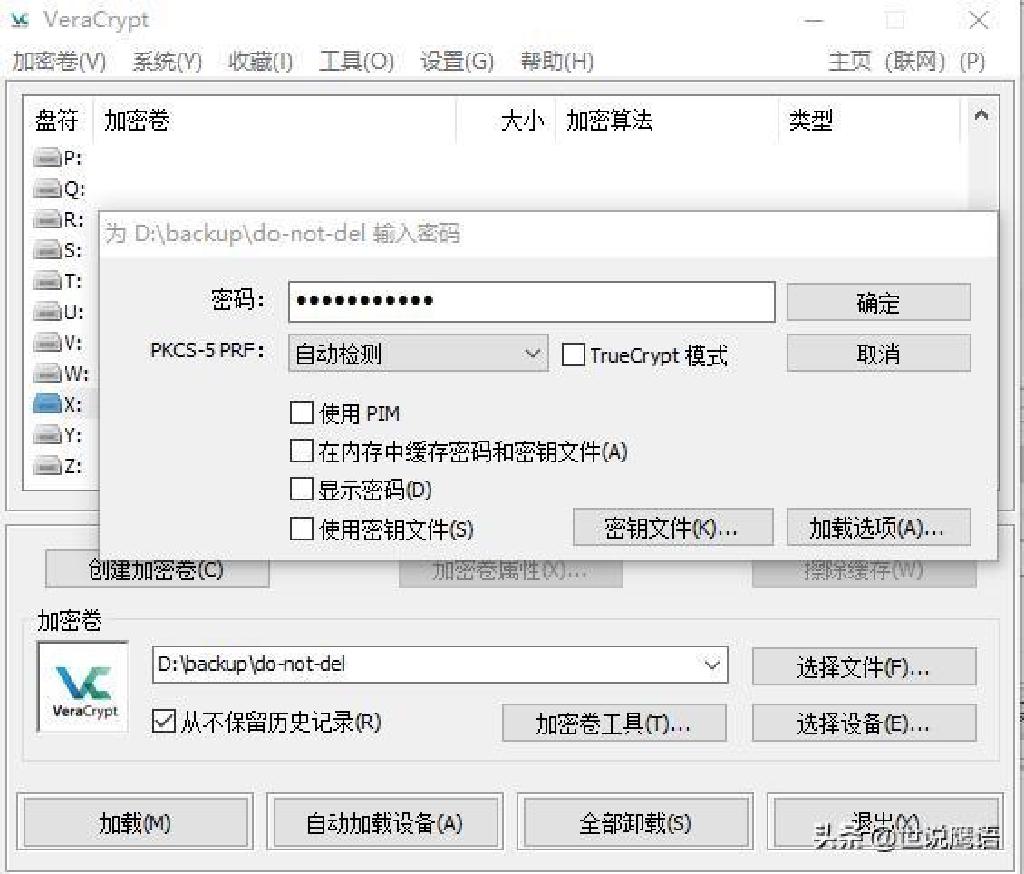 VeraCrypt
加密卷(V) 系统(Y) 收藏(I) 工具(O) 设置(G) 帮助(H) 主页 (联网) (P)
盘符 加密卷 大小 加密算法 类型
P:
Q:
R:
S:
T:
U:
V:
W:
X:
Y:
Z:
为 D:\backup\do-not-del 输入密码
密码: ●●●●●●●●●●● 确定
PKCS-5 PRF: 自动检测 TrueCrypt 模式 取消
使用 PIM
在内存中缓存密码和密钥文件(A)
显示密码(D)
使用密钥文件(S) 密钥文件(K)... 加载选项(A)...
创建加密卷(C) 加密卷属性(X)... 擦除缓存(W)
加密卷
VeraCrypt
D:\backup\do-not-del 选择文件(F)...
从不保留历史记录(R) 加密卷工具(T)... 选择设备(E)...
加载(M) 自动加载设备(A) 全部卸载(S) 退出(X)
头条 @世说鹰语